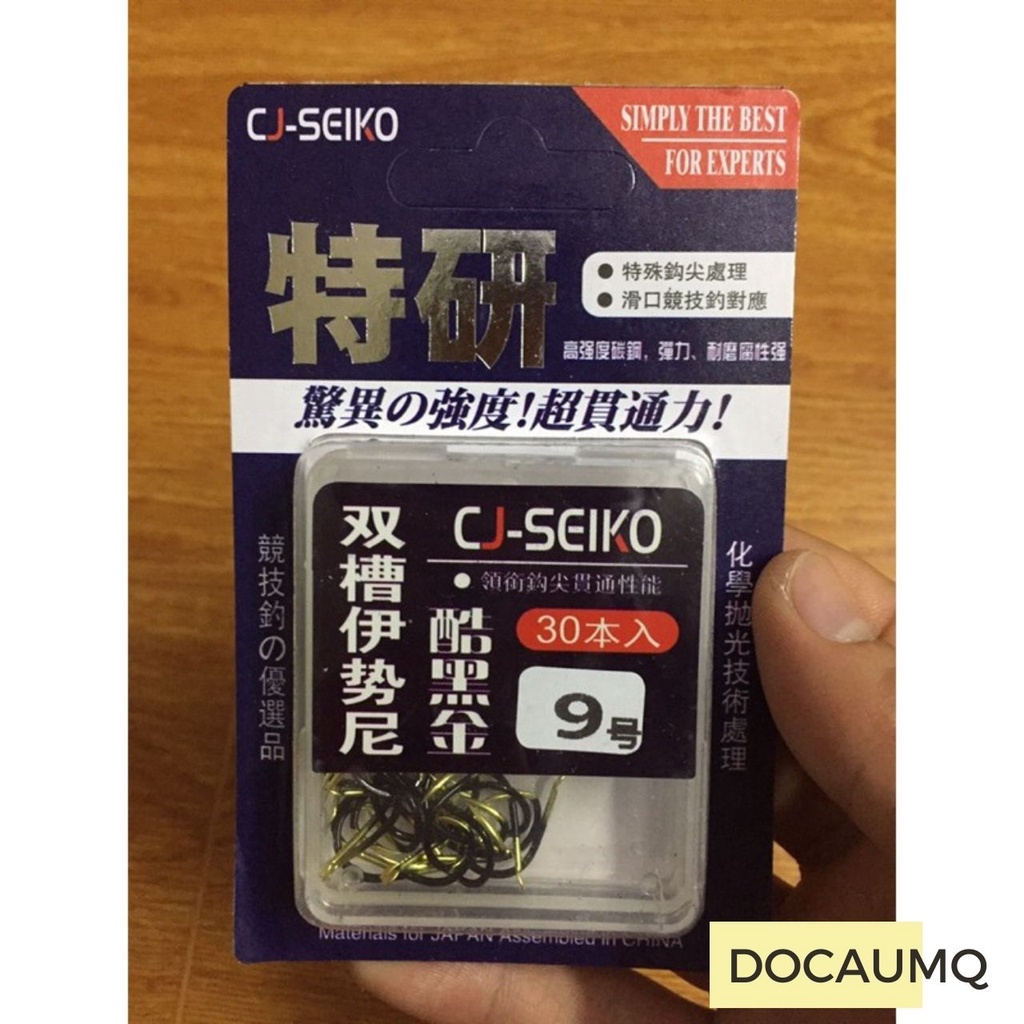 CJ-SEIKO
SIMPLY THE BEST
FOR EXPERTS
特研
● 特殊鈎尖處理
● 滑口競技釣對應
高强度碳鋼，彈力、耐磨腐性强
驚異の強度！超貫通力！
競技釣の優選品
双槽伊势尼
酷黑金
CJ-SEIKO
● 領銜鈎尖貫通性能
30本入
9号
化學抛光技術處理
Materials for JAPAN Assembled in CHINA
DOCAUMQ